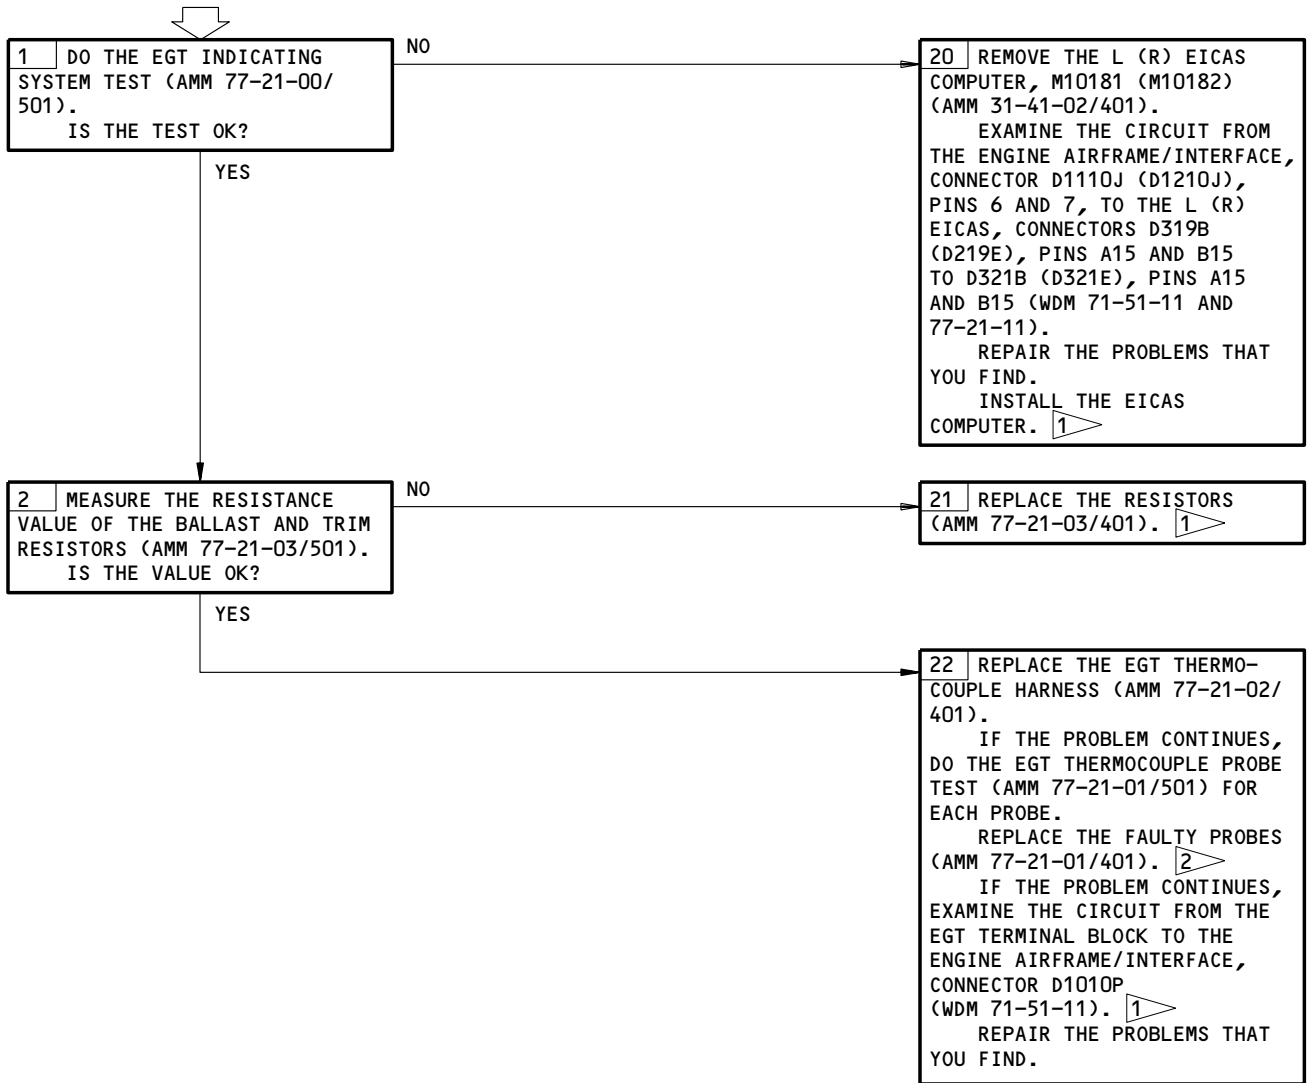 1 DO THE EGT INDICATING
SYSTEM TEST (AMM 77-21-00/
501).
IS THE TEST OK?
NO
YES
20 REMOVE THE L (R) EICAS
COMPUTER, M10181 (M10182)
(AMM 31-41-02/401).
EXAMINE THE CIRCUIT FROM
THE ENGINE AIRFRAME/INTERFACE,
CONNECTOR D1110J (D1210J),
PINS 6 AND 7, TO THE L (R)
EICAS, CONNECTORS D319B
(D219E), PINS A15 AND B15
TO D321B (D321E), PINS A15
AND B15 (WDM 71-51-11 AND
77-21-11).
REPAIR THE PROBLEMS THAT
YOU FIND.
INSTALL THE EICAS
COMPUTER. 1
2 MEASURE THE RESISTANCE
VALUE OF THE BALLAST AND TRIM
RESISTORS (AMM 77-21-03/501).
IS THE VALUE OK?
NO
YES
21 REPLACE THE RESISTORS
(AMM 77-21-03/401). 1
22 REPLACE THE EGT THERMO-
COUPLE HARNESS (AMM 77-21-02/
401).
IF THE PROBLEM CONTINUES,
DO THE EGT THERMOCOUPLE PROBE
TEST (AMM 77-21-01/501) FOR
EACH PROBE.
REPLACE THE FAULTY PROBES
(AMM 77-21-01/401). 2
IF THE PROBLEM CONTINUES,
EXAMINE THE CIRCUIT FROM THE
EGT TERMINAL BLOCK TO THE
ENGINE AIRFRAME/INTERFACE,
CONNECTOR D1010P
(WDM 71-51-11). 1
REPAIR THE PROBLEMS THAT
YOU FIND.